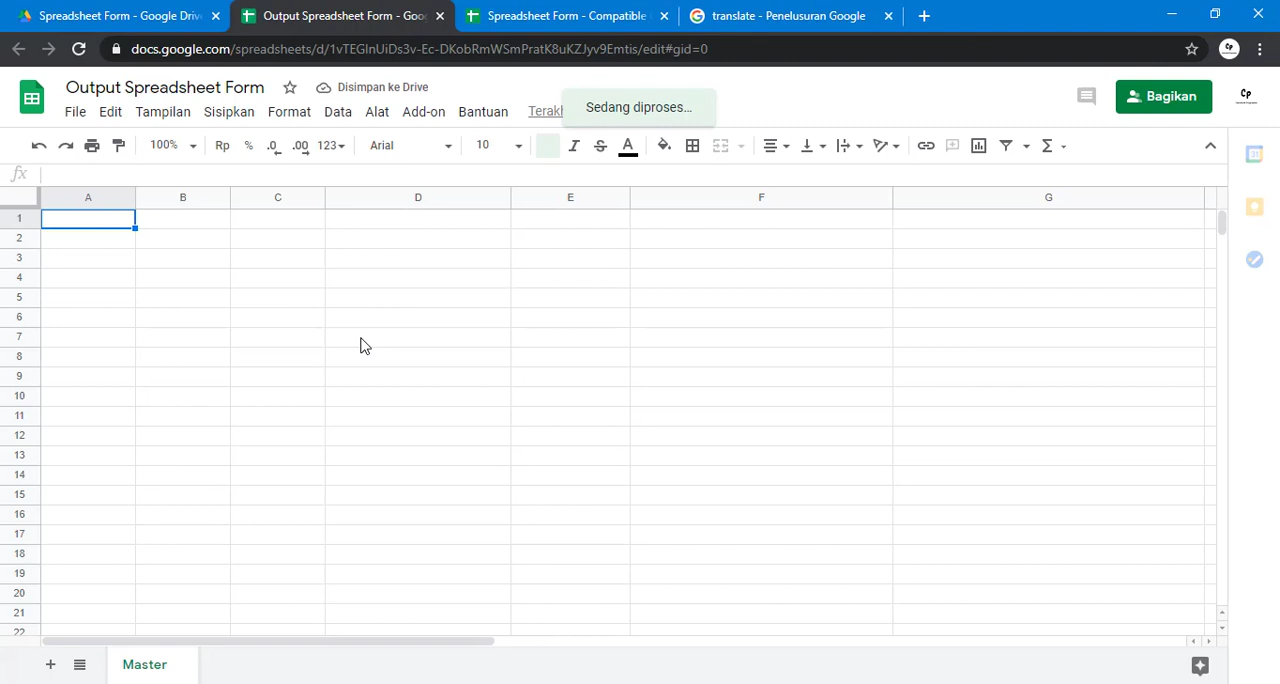 Spreadsheet Form - Google Driv
Output Spreadsheet Form - Goo
Spreadsheet Form - Compatible
translate - Penelusuran Google
docs.google.com/spreadsheets/d/1vTEGlnUiDs3v-Ec-DKobRmWSmPratK8uKZJyv9Emtis/edit#gid=0
Output Spreadsheet Form
Disimpan ke Drive
File Edit Tampilan Sisipkan Format Data Alat Add-on Bantuan Terakh
Sedang diproses...
Bagikan
100% Rp % .0 .00 123 Arial 10
fx
A B C D E F G
1
2
3
4
5
6
7
8
9
10
11
12
13
14
15
16
17
18
19
20
21
22
Master